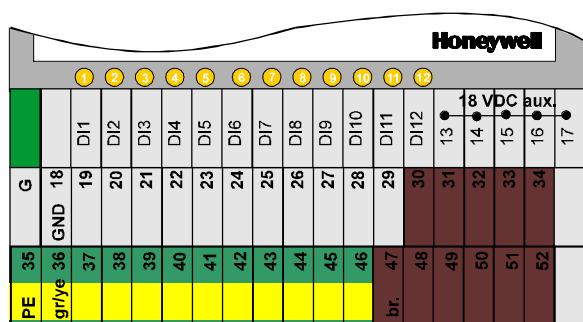 Honeywell
1 2 3 4 5 6 7 8 9 10 11 12
18 VDC aux.
DI1 DI2 DI3 DI4 DI5 DI6 DI7 DI8 DI9 DI10 DI11 DI12 13 14 15 16 17
G 18 19 20 21 22 23 24 25 26 27 28 29 30 31 32 33 34
GND
35 36 37 38 39 40 41 42 43 44 45 46 47 48 49 50 51 52
PE gr/ye br.